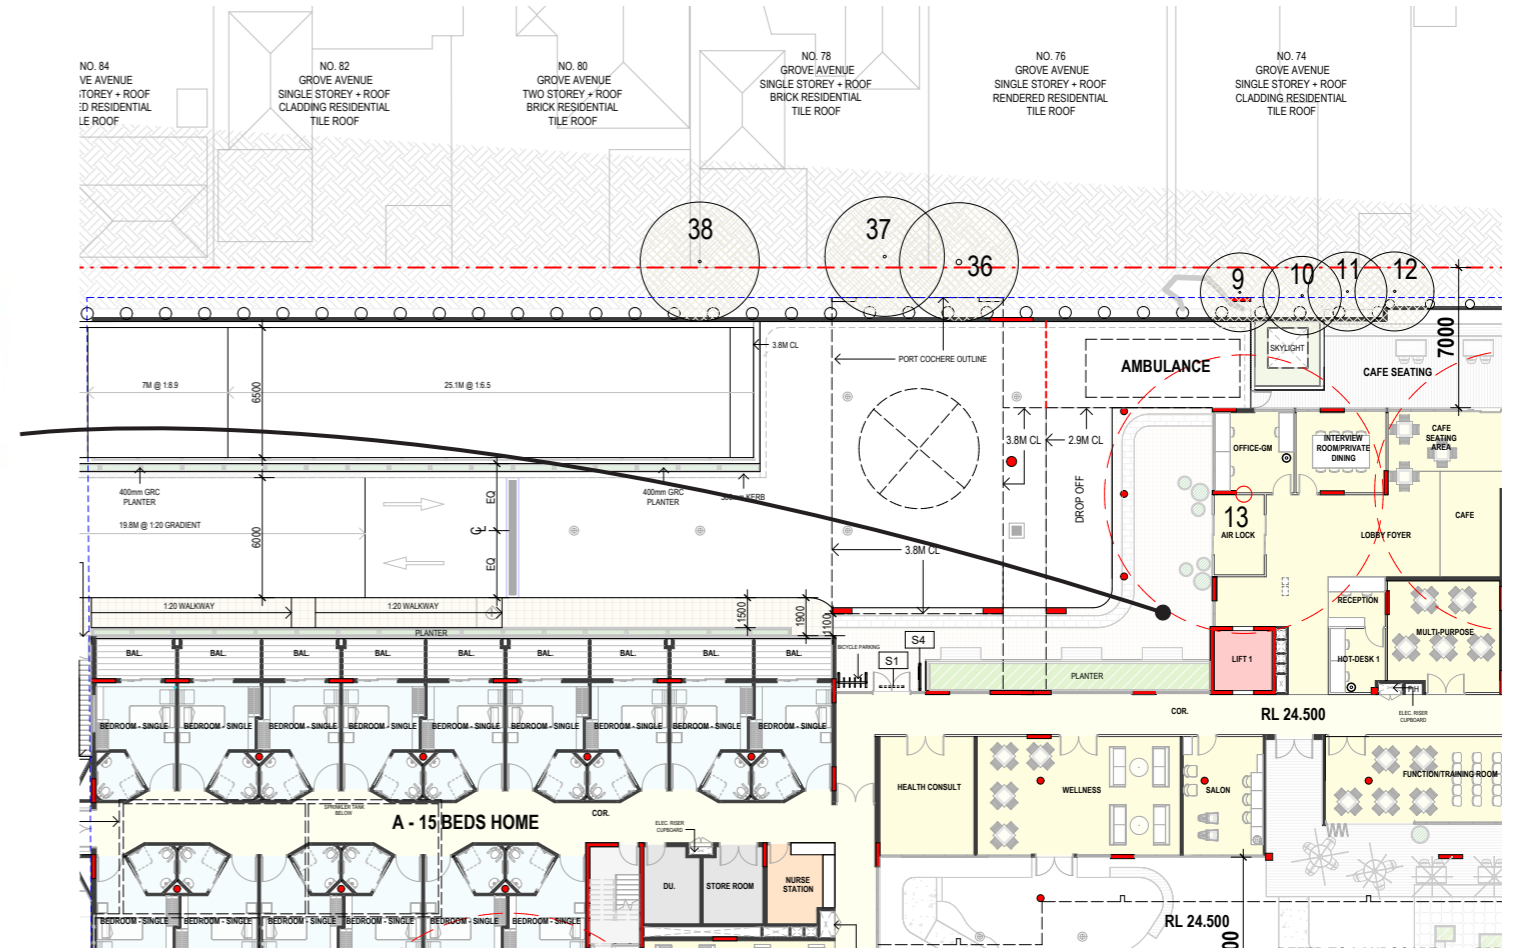 NO. 84
VE AVENUE
STOREY + ROOF
D RESIDENTIAL
LE ROOF
NO. 82
GROVE AVENUE
SINGLE STOREY + ROOF
CLADDING RESIDENTIAL
TILE ROOF
NO. 80
GROVE AVENUE
TWO STOREY + ROOF
BRICK RESIDENTIAL
TILE ROOF
NO. 78
GROVE AVENUE
SINGLE STOREY + ROOF
BRICK RESIDENTIAL
TILE ROOF
NO. 76
GROVE AVENUE
SINGLE STOREY + ROOF
RENDERED RESIDENTIAL
TILE ROOF
NO. 74
GROVE AVENUE
SINGLE STOREY + ROOF
CLADDING RESIDENTIAL
TILE ROOF
38
37
36
9
10
11
12
7000
3.8M CL
PORT COCHERE OUTLINE
AMBULANCE
SKYLIGHT
CAFE SEATING
7M @ 1:8.9
6500
25.1M @ 1:6.5
3.8M CL
2.9M CL
DROP OFF
OFFICE-GM
INTERVIEW
ROOM/PRIVATE
DINING
CAFE
SEATING
AREA
400mm GRC
PLANTER
400mm GRC
PLANTER
KERB
19.8M @ 1:20 GRADIENT
6000
EQ
EQ
3.8M CL
13
AIR LOCK
LOBBY FOYER
CAFE
RECEPTION
MULTI-PURPOSE
HOT-DESK 1
LIFT 1
1:20 WALKWAY
1:20 WALKWAY
1500
1900
1100
PLANTER
BICYCLE PARKING
S1
S4
PLANTER
BAL.
BAL.
BAL.
BAL.
BAL.
BAL.
BAL.
BAL.
BAL.
BEDROOM - SINGLE
BEDROOM - SINGLE
BEDROOM - SINGLE
BEDROOM - SINGLE
BEDROOM - SINGLE
BEDROOM - SINGLE
BEDROOM - SINGLE
BEDROOM - SINGLE
BEDROOM - SINGLE
COR.
RL 24.500
ELEC. RISER
CUPBOARD
HEALTH CONSULT
WELLNESS
SALON
FUNCTION/TRAINING ROOM
SPRINKLER TANK
BELOW
A - 15 BEDS HOME
COR.
ELEC. RISER
CUPBOARD
DU.
STORE ROOM
NURSE
STATION
BEDROOM - SINGLE
BEDROOM - SINGLE
BEDROOM - SINGLE
BEDROOM - SINGLE
BEDROOM - SINGLE
BEDROOM - SINGLE
RL 24.500
00